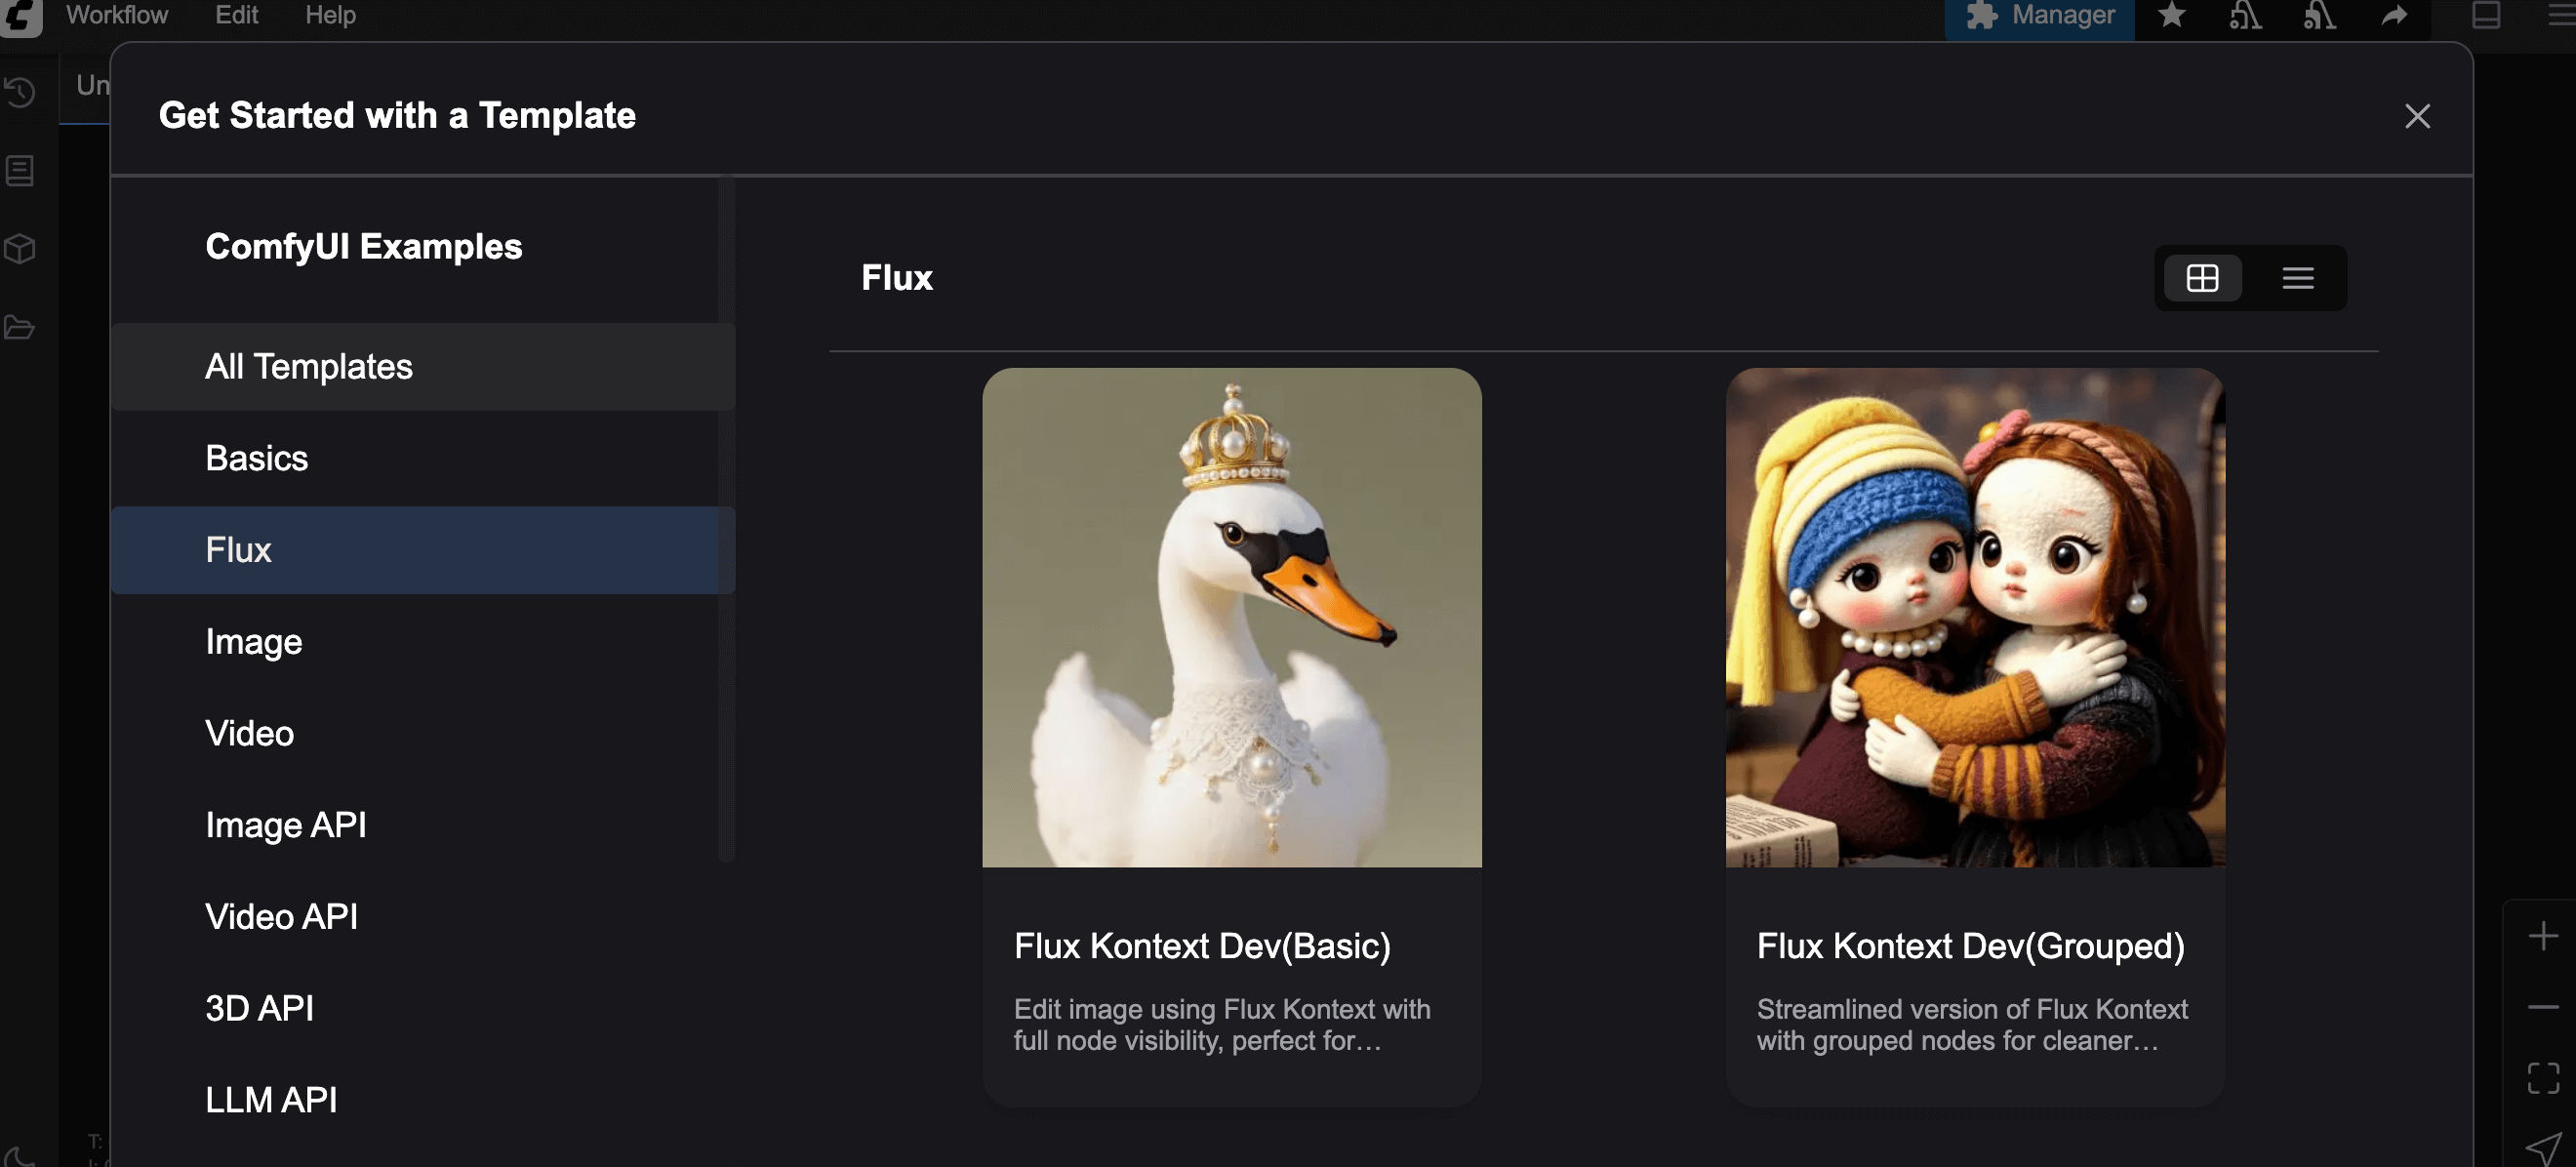 Workflow Edit Help
Manager
Un
Get Started with a Template
ComfyUI Examples
All Templates
Basics
Flux
Image
Video
Image API
Video API
3D API
LLM API
Flux
Flux Kontext Dev(Basic)
Edit image using Flux Kontext with
full node visibility, perfect for...
Flux Kontext Dev(Grouped)
Streamlined version of Flux Kontext
with grouped nodes for cleaner...
T: